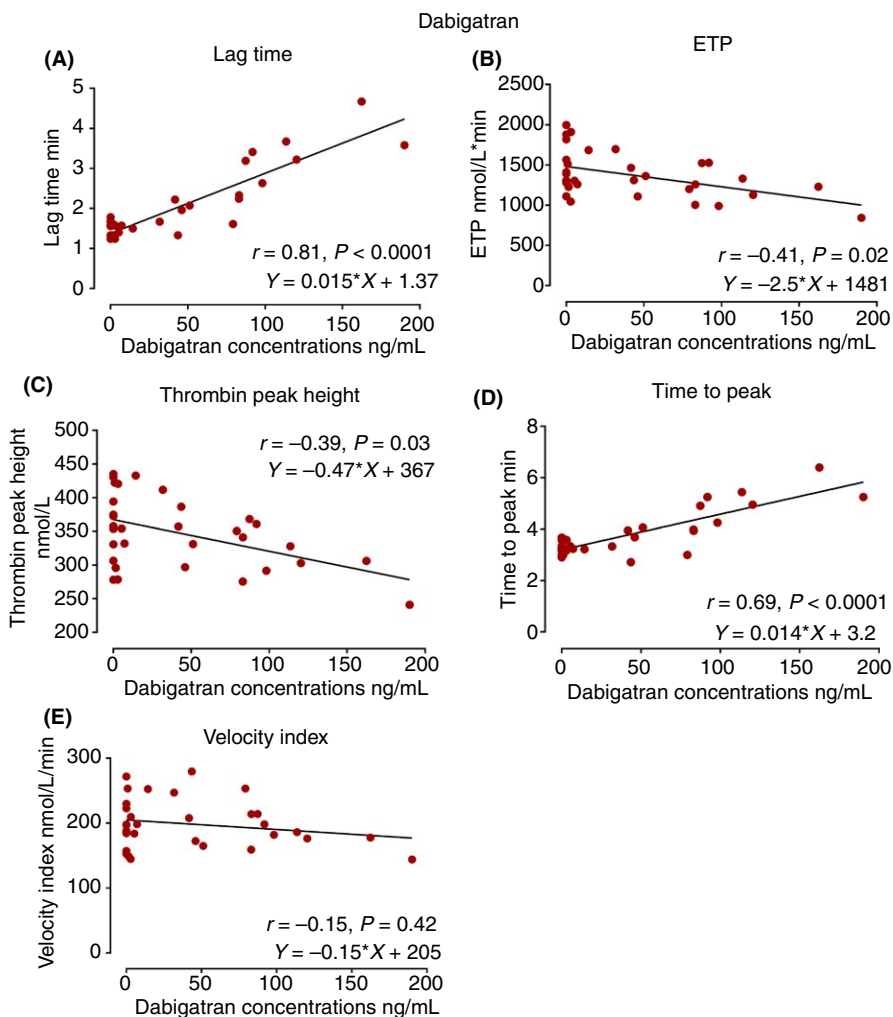 Dabigatran
(A)
Lag time
5
4
3
2
1
0
Lag time min
r = 0.81, P < 0.0001
Y = 0.015*X + 1.37
0 50 100 150 200
Dabigatran concentrations ng/mL
(B)
ETP
2500
2000
1500
1000
500
0
ETP nmol/L*min
r = –0.41, P = 0.02
Y = –2.5*X + 1481
0 50 100 150 200
Dabigatran concentrations ng/mL
(C)
Thrombin peak height
500
450
400
350
300
250
200
Thrombin peak height
nmol/L
r = –0.39, P = 0.03
Y = –0.47*X + 367
0 50 100 150 200
Dabigatran concentrations ng/mL
(D)
Time to peak
8
6
4
2
0
Time to peak min
r = 0.69, P < 0.0001
Y = 0.014*X + 3.2
0 50 100 150 200
Dabigatran concentrations ng/mL
(E)
Velocity index
300
200
100
0
Velocity index nmol/L/min
r = –0.15, P = 0.42
Y = –0.15*X + 205
0 50 100 150 200
Dabigatran concentrations ng/mL